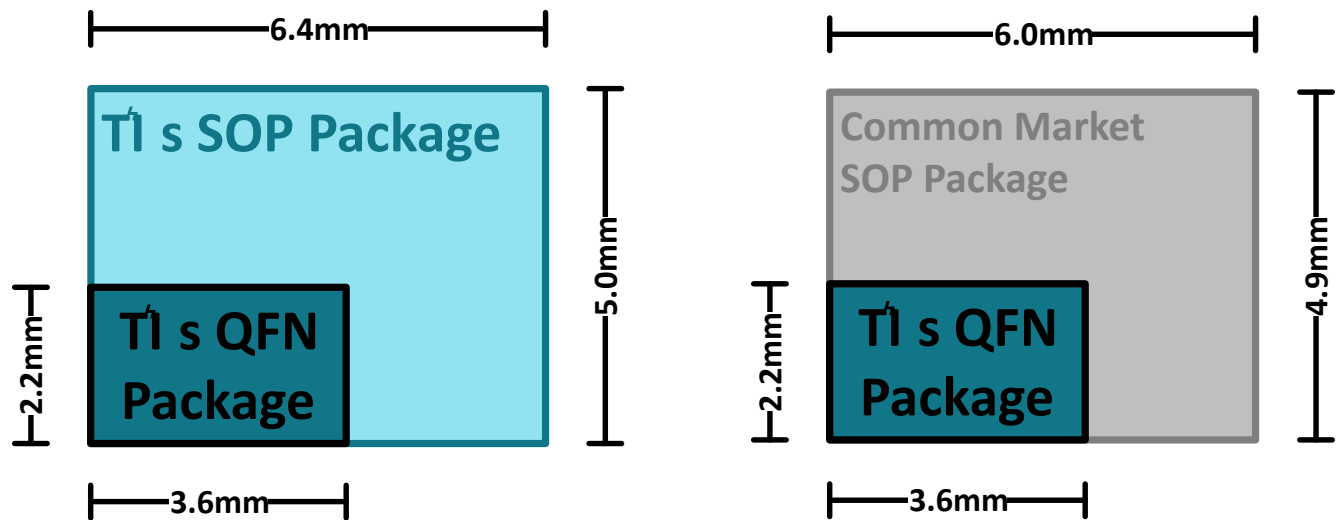 6.4mm
TI's SOP Package
5.0mm
2.2mm
TI's QFN
Package
3.6mm
6.0mm
Common Market
SOP Package
4.9mm
2.2mm
TI's QFN
Package
3.6mm